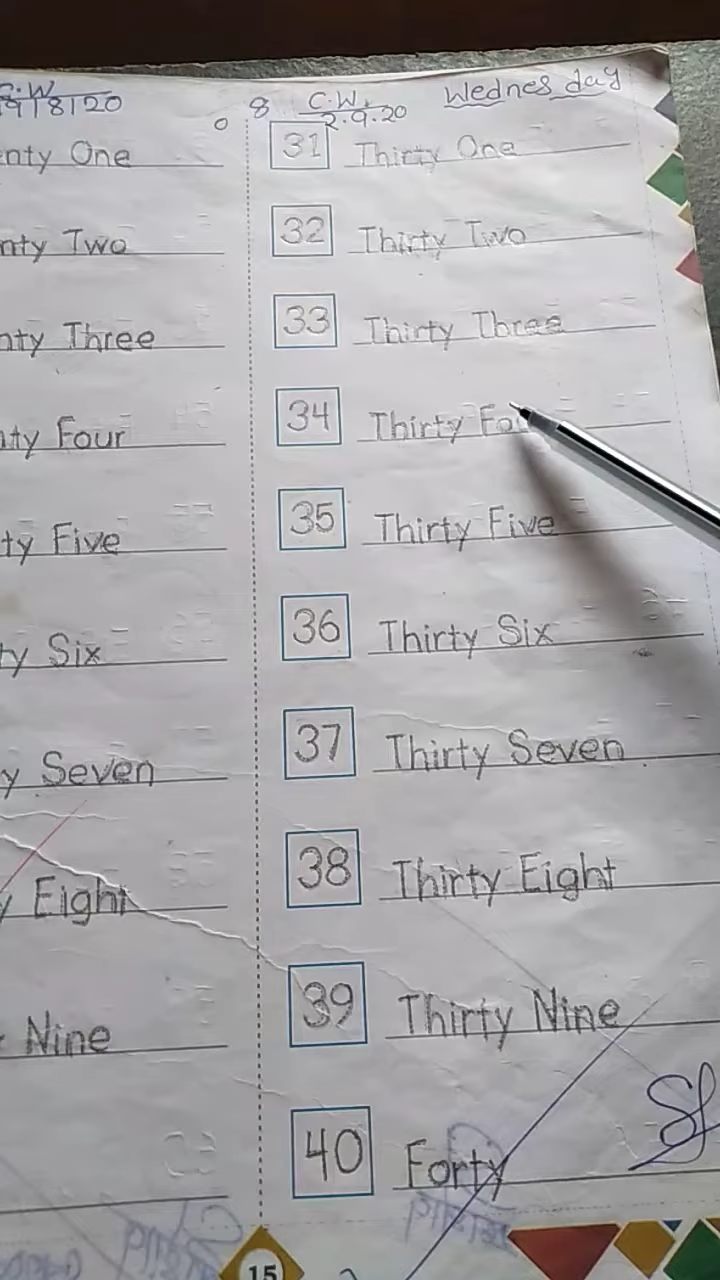 C.W
19|8|20
nty One
nty Two
nty Three
nty Four
ty Five
ty Six
y Seven
y Eight
Nine
8 C.W. Wednesday
2.9.20
31 Thirty One
32 Thirty Two
33 Thirty Three
34 Thirty Fo
35 Thirty Five
36 Thirty Six
37 Thirty Seven
38 Thirty Eight
39 Thirty Nine
40 Forty
15